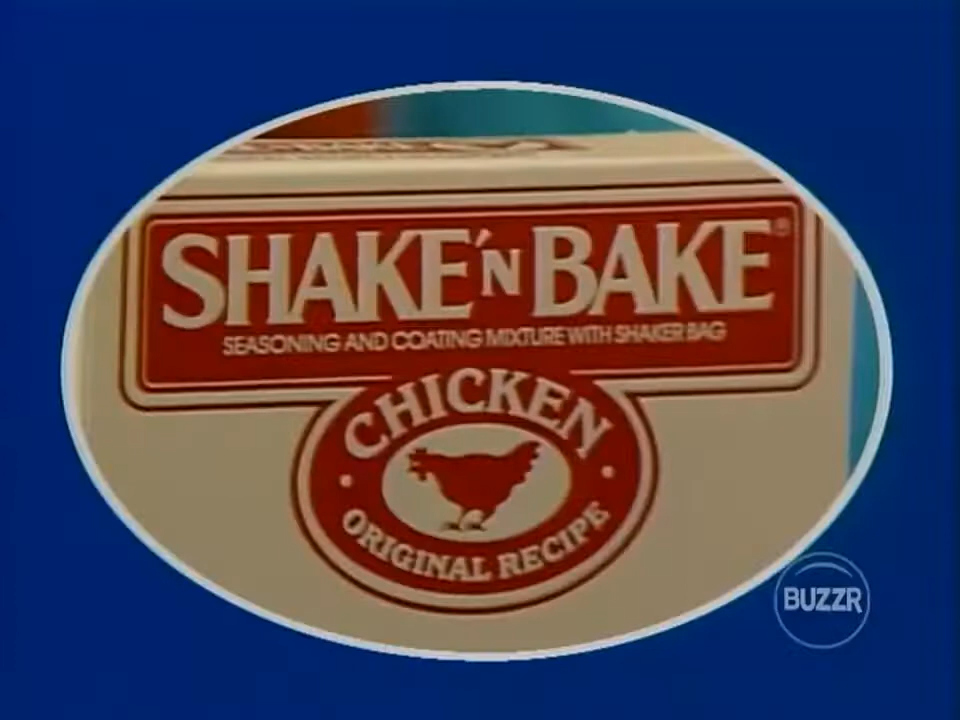 SHAKE 'N BAKE®
SEASONING AND COATING MIXTURE WITH SHAKER BAG
CHICKEN
ORIGINAL RECIPE
BUZZR